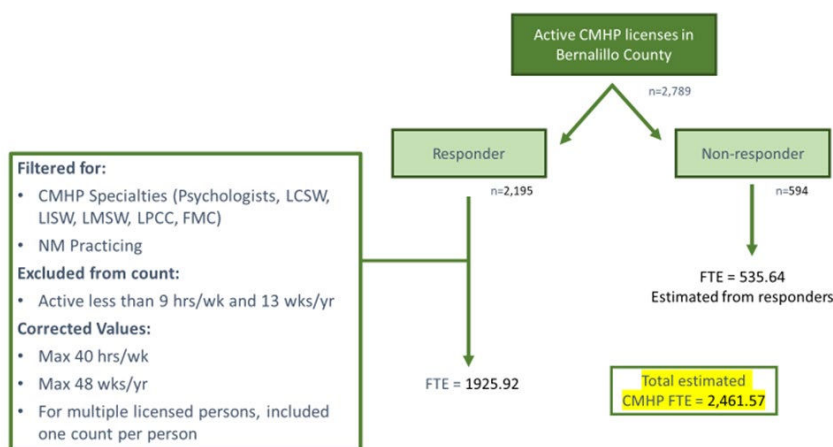 Active CMHP licenses in
Bernalillo County
n=2,789
Responder
Non-responder
n=2,195
n=594
Filtered for:
• CMHP Specialties (Psychologists, LCSW,
LISW, LMSW, LPCC, FMC)
• NM Practicing
Excluded from count:
• Active less than 9 hrs/wk and 13 wks/yr
Corrected Values:
• Max 40 hrs/wk
• Max 48 wks/yr
• For multiple licensed persons, included
one count per person
FTE = 535.64
Estimated from responders
FTE = 1925.92
Total estimated
CMHP FTE = 2,461.57